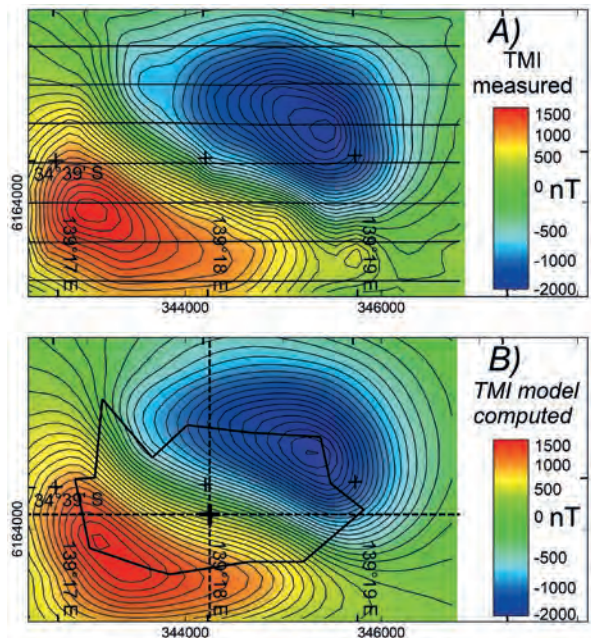 A)
TMI
measured
1500
1000
500
0 nT
-500
-1000
-2000
34°39' S
6164000
139°17' E
139°18' E
139°19' E
344000
346000
B)
TMI model
computed
1500
1000
500
0 nT
-500
-1000
-2000
34°39' S
6164000
139°17' E
139°18' E
139°19' E
344000
346000